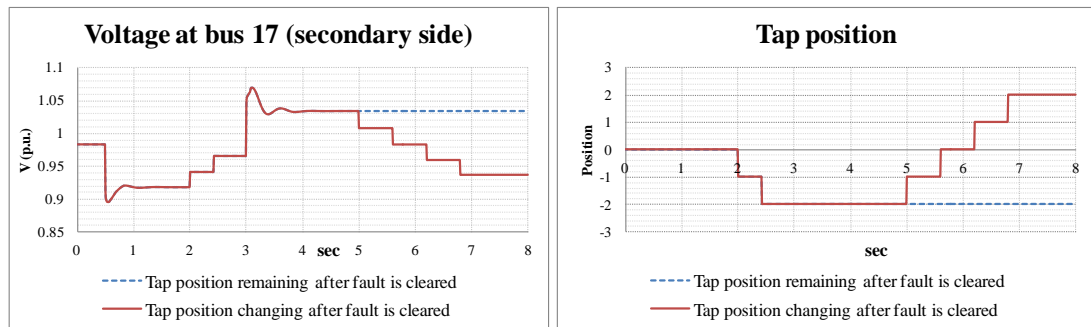 Voltage at bus 17 (secondary side)
1.1
1.05
1
0.95
0.9
0.85
V (p.u.)
0 1 2 3 4 5 6 7 8
sec
Tap position remaining after fault is cleared
Tap position changing after fault is cleared
Tap position
3
2
1
0
-1
-2
-3
Position
0 1 2 3 4 5 6 7 8
sec
Tap position remaining after fault is cleared
Tap position changing after fault is cleared